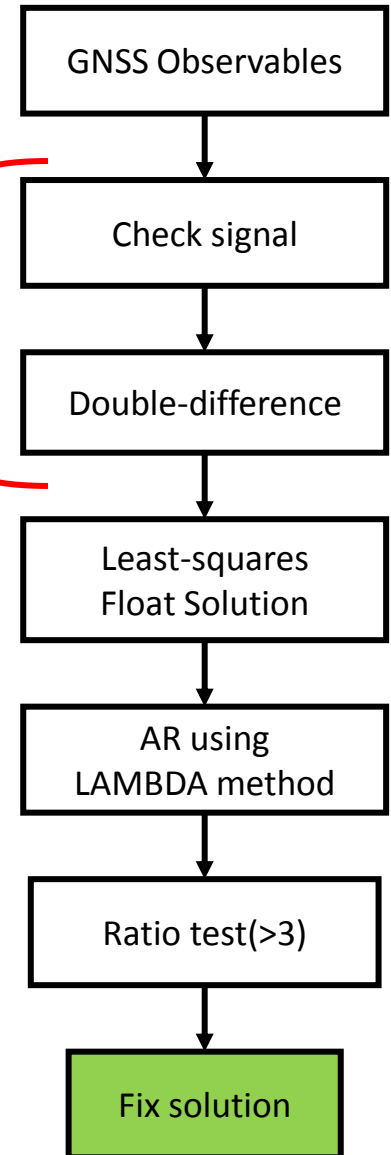 GNSS Observables
Check signal
Double-difference
Least-squares
Float Solution
AR using
LAMBDA method
Ratio test(>3)
Fix solution